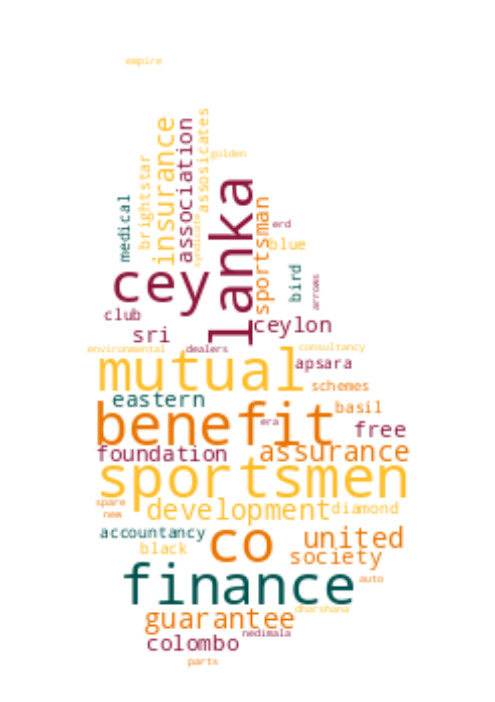 empire
golden
insurance
association
assosicates
brightstar
medical
syndicate
lanka
sportsman
erd
blue
bird
arrows
cey
club
ceylon
sri
environmental
dealers
consultancy
mutual
apsara
schemes
eastern
basil
benefit
era
free
foundation
assurance
sportsmen
spare
new
development
diamond
accountancy
co
united
black
society
finance
auto
dharshana
guarantee
nedimala
colombo
parts